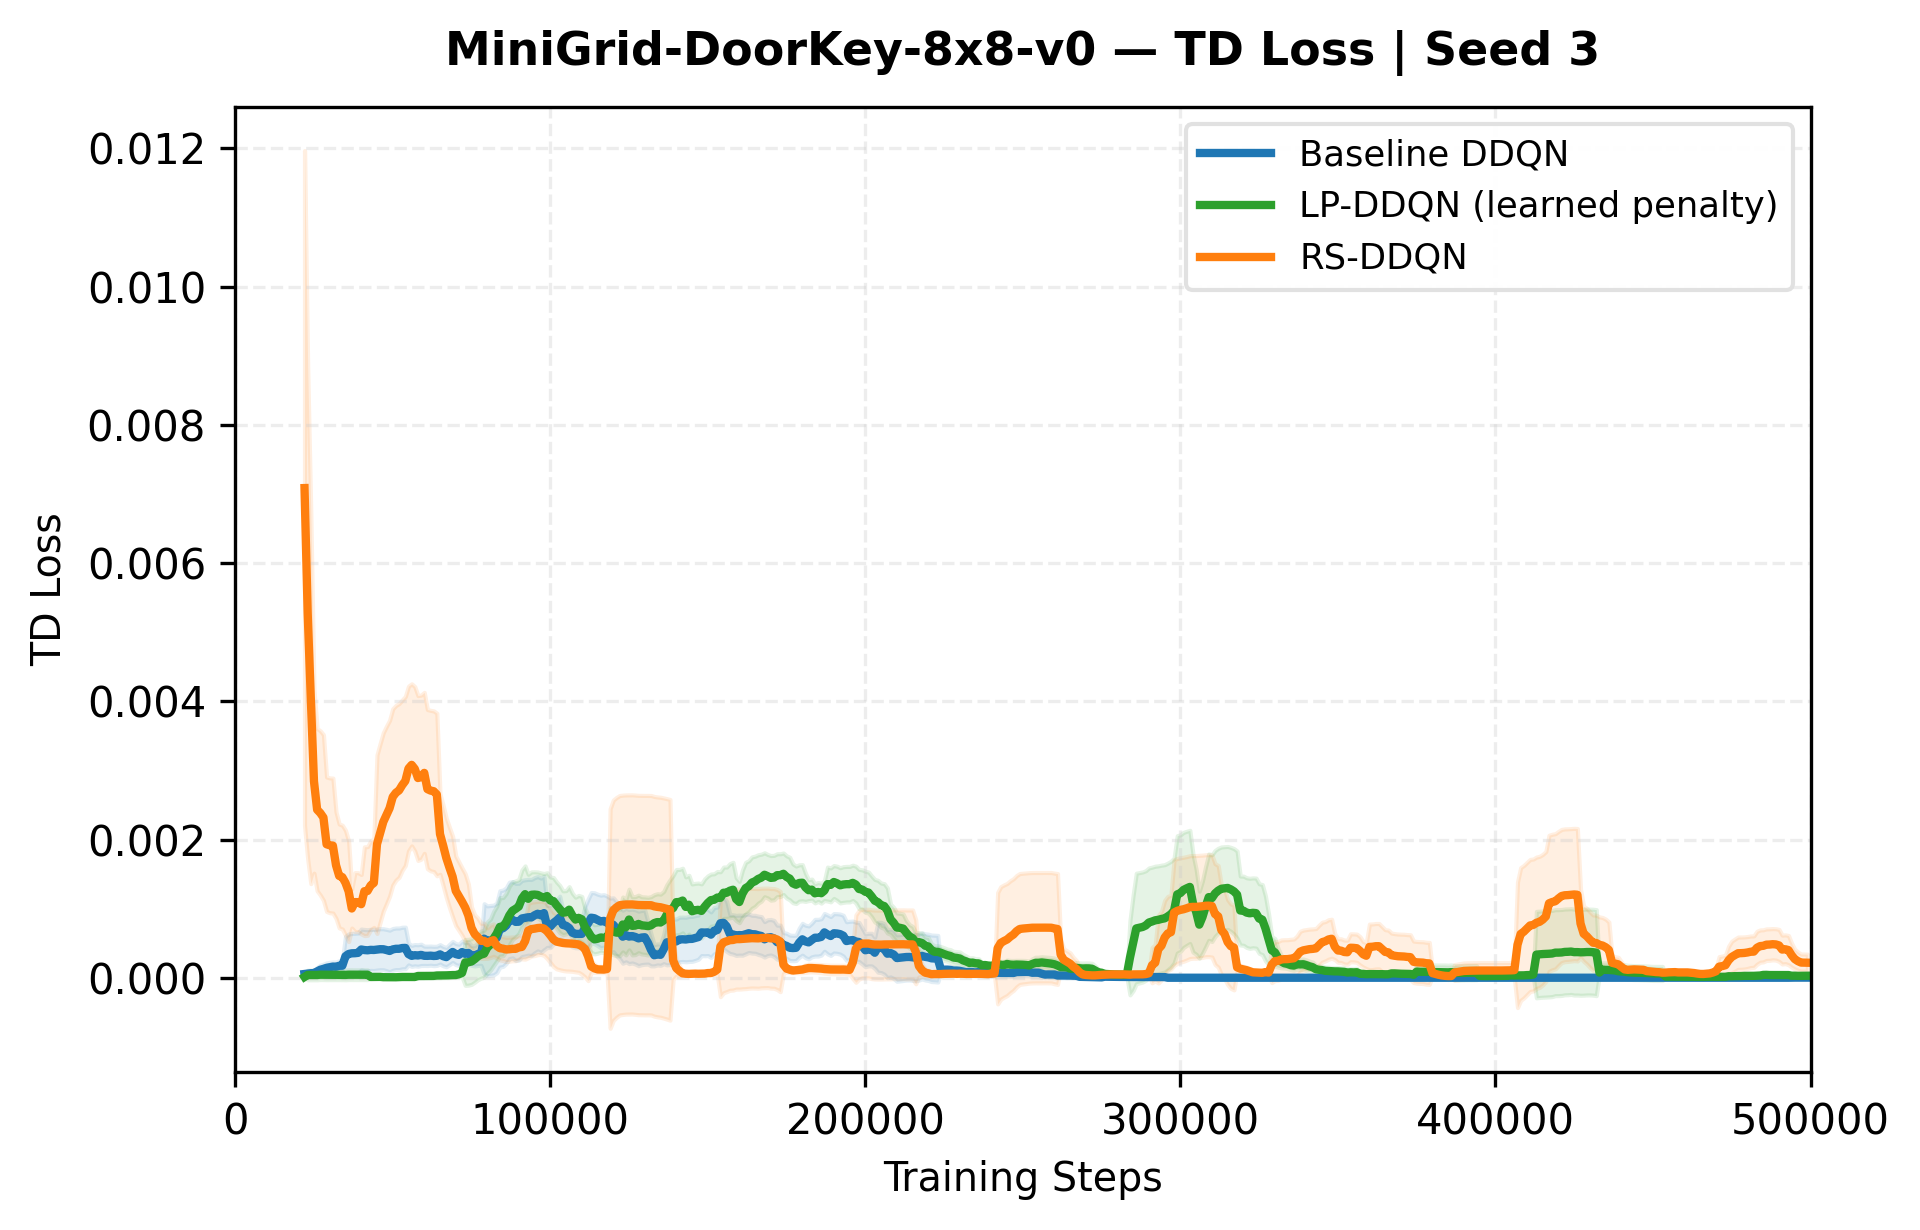 MiniGrid-DoorKey-8x8-v0 — TD Loss | Seed 3
Baseline DDQN
LP-DDQN (learned penalty)
RS-DDQN
TD Loss
0.012
0.010
0.008
0.006
0.004
0.002
0.000
0 100000 200000 300000 400000 500000
Training Steps